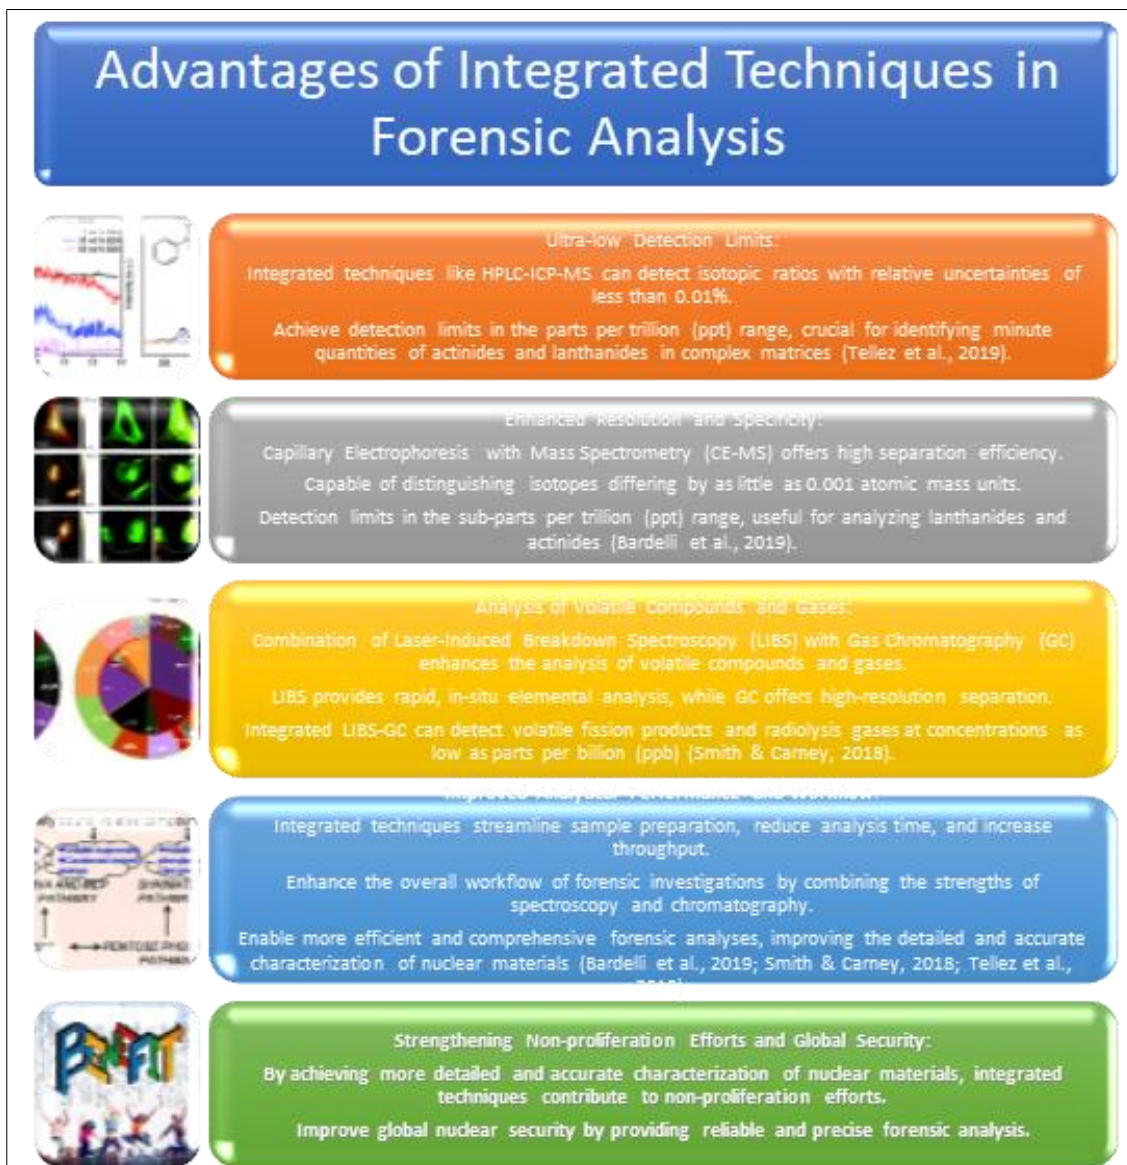 Advantages of Integrated Techniques in
Forensic Analysis
Ultra-low Detection Limits:
Integrated techniques like HPLC-ICP-MS can detect isotopic ratios with relative uncertainties of
less than 0.01%.
Achieve detection limits in the parts per trillion (ppt) range, crucial for identifying minute
quantities of actinides and lanthanides in complex matrices (Tellez et al., 2019).
Enhanced Resolution and Specificity:
Capillary Electrophoresis with Mass Spectrometry (CE-MS) offers high separation efficiency.
Capable of distinguishing isotopes differing by as little as 0.001 atomic mass units.
Detection limits in the sub-parts per trillion (ppt) range, useful for analyzing lanthanides and
actinides (Bardelli et al., 2019).
Analysis of Volatile Compounds and Gases:
Combination of Laser-Induced Breakdown Spectroscopy (LIBS) with Gas Chromatography (GC)
enhances the analysis of volatile compounds and gases.
LIBS provides rapid, in-situ elemental analysis, while GC offers high-resolution separation.
Integrated LIBS-GC can detect volatile fission products and radiolysis gases at concentrations as
low as parts per billion (ppb) (Smith & Carney, 2018).
Improved Analytical Performance and Workflow:
Integrated techniques streamline sample preparation, reduce analysis time, and increase
throughput.
Enhance the overall workflow of forensic investigations by combining the strengths of
spectroscopy and chromatography.
Enable more efficient and comprehensive forensic analyses, improving the detailed and accurate
characterization of nuclear materials (Bardelli et al., 2019; Smith & Carney, 2018; Tellez et al.,
PATHWAY
BENEFIT
Strengthening Non-proliferation Efforts and Global Security:
By achieving more detailed and accurate characterization of nuclear materials, integrated
techniques contribute to non-proliferation efforts.
Improve global nuclear security by providing reliable and precise forensic analysis.